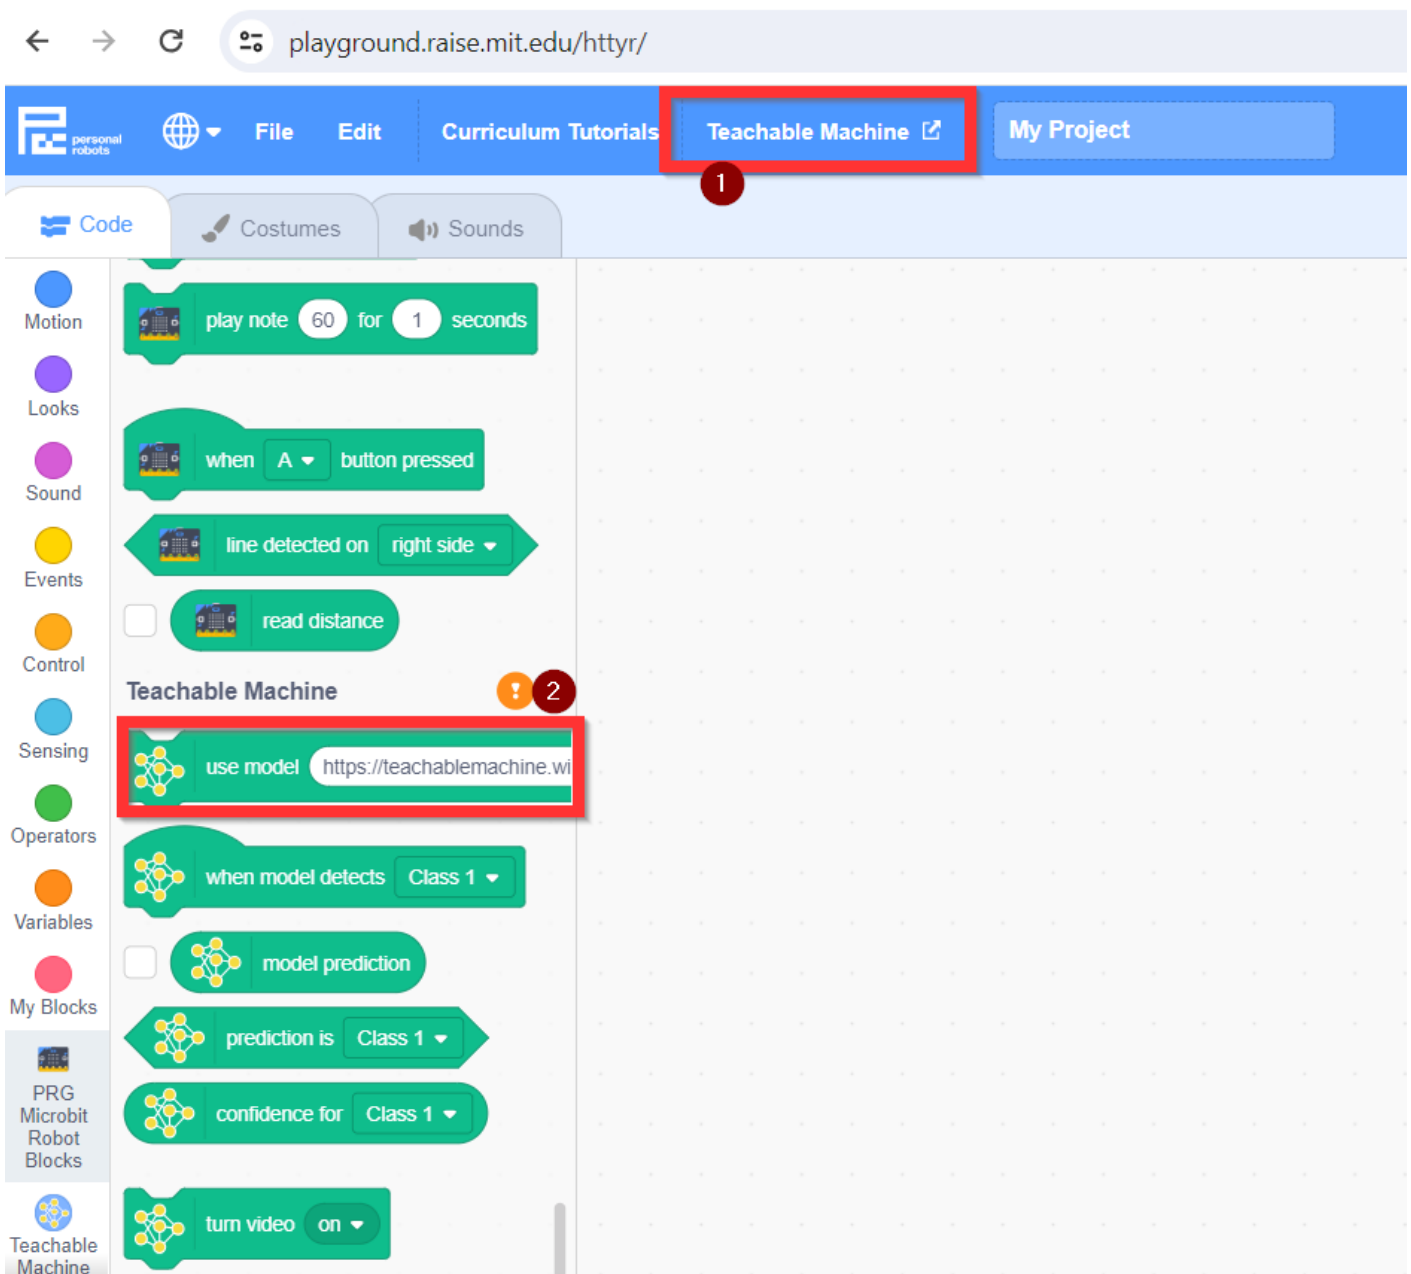 playground.raise.mit.edu/httyr/
personal
robots
File Edit Curriculum Tutorials Teachable Machine My Project
1
Code Costumes Sounds
Motion
Looks
Sound
Events
Control
Sensing
Operators
Variables
My Blocks
PRG
Microbit
Robot
Blocks
Teachable
Machine
play note 60 for 1 seconds
when A button pressed
line detected on right side
read distance
Teachable Machine ! 2
use model https://teachablemachine.wi
when model detects Class 1
model prediction
prediction is Class 1
confidence for Class 1
turn video on